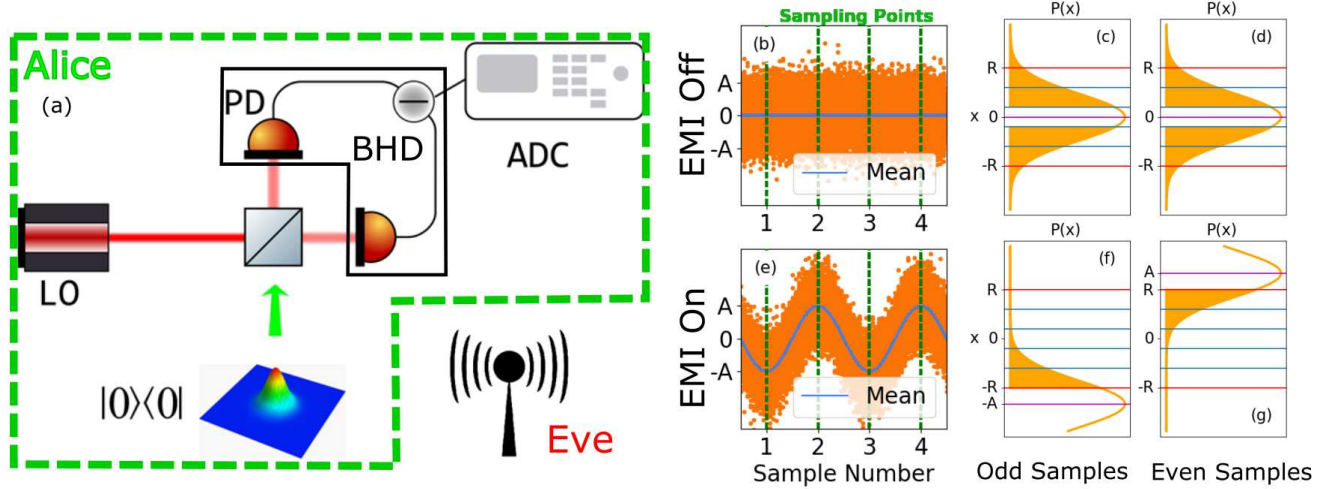 Alice
(a)
PD
BHD
ADC
LO
|0⟩⟨0|
Eve
Sampling Points
EMI Off
(b)
A
0
-A
Mean
1 2 3 4
P(x)
(c)
R
x 0
-R
P(x)
(d)
R
0
-R
EMI On
(e)
A
0
-A
Mean
1 2 3 4
Sample Number
P(x)
(f)
R
x 0
-R
-A
Odd Samples
P(x)
A
R
0
-R
(g)
Even Samples